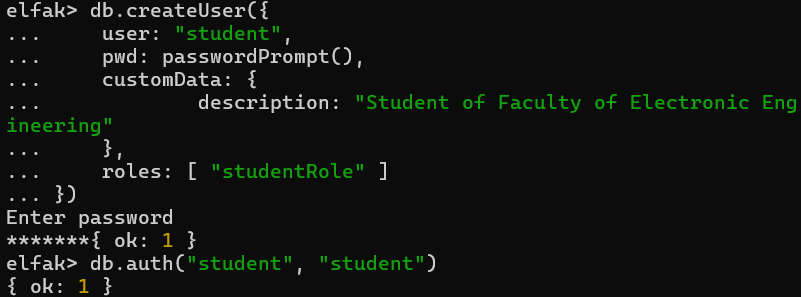 elfak> db.createUser({
...     user: "student",
...     pwd: passwordPrompt(),
...     customData: {
...             description: "Student of Faculty of Electronic Eng
ineering"
...     },
...     roles: [ "studentRole" ]
... })
Enter password
*******{ ok: 1 }
elfak> db.auth("student", "student")
{ ok: 1 }